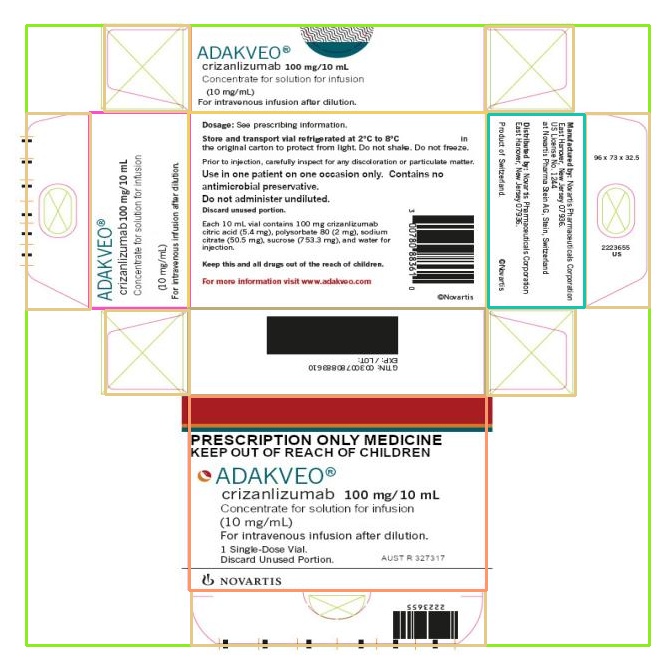 ADAKVEO®
crizanlizumab 100 mg/10 mL
Concentrate for solution for infusion
(10 mg/mL)
For intravenous infusion after dilution.
ADAKVEO®
crizanlizumab 100 mg/10 mL
Concentrate for solution for infusion
(10 mg/mL)
For intravenous infusion after dilution.
Dosage: See prescribing information.
Store and transport vial refrigerated at 2°C to 8°C in
the original carton to protect from light. Do not shake. Do not freeze.
Prior to injection, carefully inspect for any discoloration or particulate matter.
Use in one patient on one occasion only. Contains no
antimicrobial preservative.
Do not administer undiluted.
Discard unused portion.
Each 10 mL vial contains 100 mg crizanlizumab
citric acid (5.4 mg), polysorbate 80 (2 mg), sodium
citrate (50.5 mg), sucrose (753.3 mg), and water for
injection.
Keep this and all drugs out of the reach of children.
For more information visit www.adakveo.com
3 00780 88361 0
©Novartis
Manufactured by: Novartis Pharmaceuticals Corporation
East Hanover, New Jersey 07936.
US License No. 1244
at Novartis Pharma Stein AG, Stein, Switzerland
Distributed by: Novartis Pharmaceuticals Corporation
East Hanover, New Jersey 07936.
Product of Switzerland.
©Novartis
96 x 73 x 32.5
2223655
US
GTIN: 00300780883610
EXP: / LOT:
PRESCRIPTION ONLY MEDICINE
KEEP OUT OF REACH OF CHILDREN
ADAKVEO®
crizanlizumab 100 mg/10 mL
Concentrate for solution for infusion
(10 mg/mL)
For intravenous infusion after dilution.
1 Single-Dose Vial.
Discard Unused Portion.
AUST R 327317
NOVARTIS
2223655